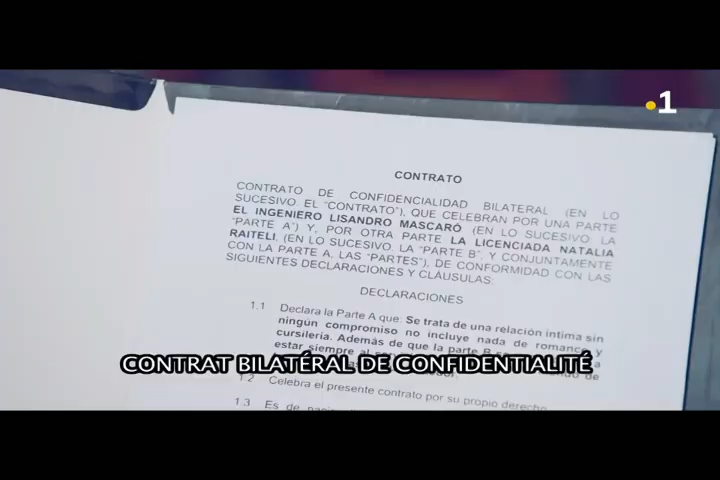 1
CONTRATO
CONTRATO DE CONFIDENCIALIDAD BILATERAL (EN LO
SUCESIVO EL "CONTRATO"), QUE CELEBRAN POR UNA PARTE
EL INGENIERO LISANDRO MASCARÓ (EN LO SUCESIVO LA
"PARTE A") Y, POR OTRA PARTE LA LICENCIADA NATALIA
RAITELI, (EN LO SUCESIVO. LA "PARTE B", Y CONJUNTAMENTE
CON LA PARTE A, LAS "PARTES"), DE CONFORMIDAD CON LAS
SIGUIENTES DECLARACIONES Y CLÁUSULAS:
DECLARACIONES
1.1 Declara la Parte A que: Se trata de una relación íntima sin
ningún compromiso no incluye nada de romance y
cursilería. Además de que la parte B
estar siempre al
CONTRAT BILATÉRAL DE CONFIDENTIALITÉ
1.2 Celebra el presente contrato por su propio derecho
1.3 Es de